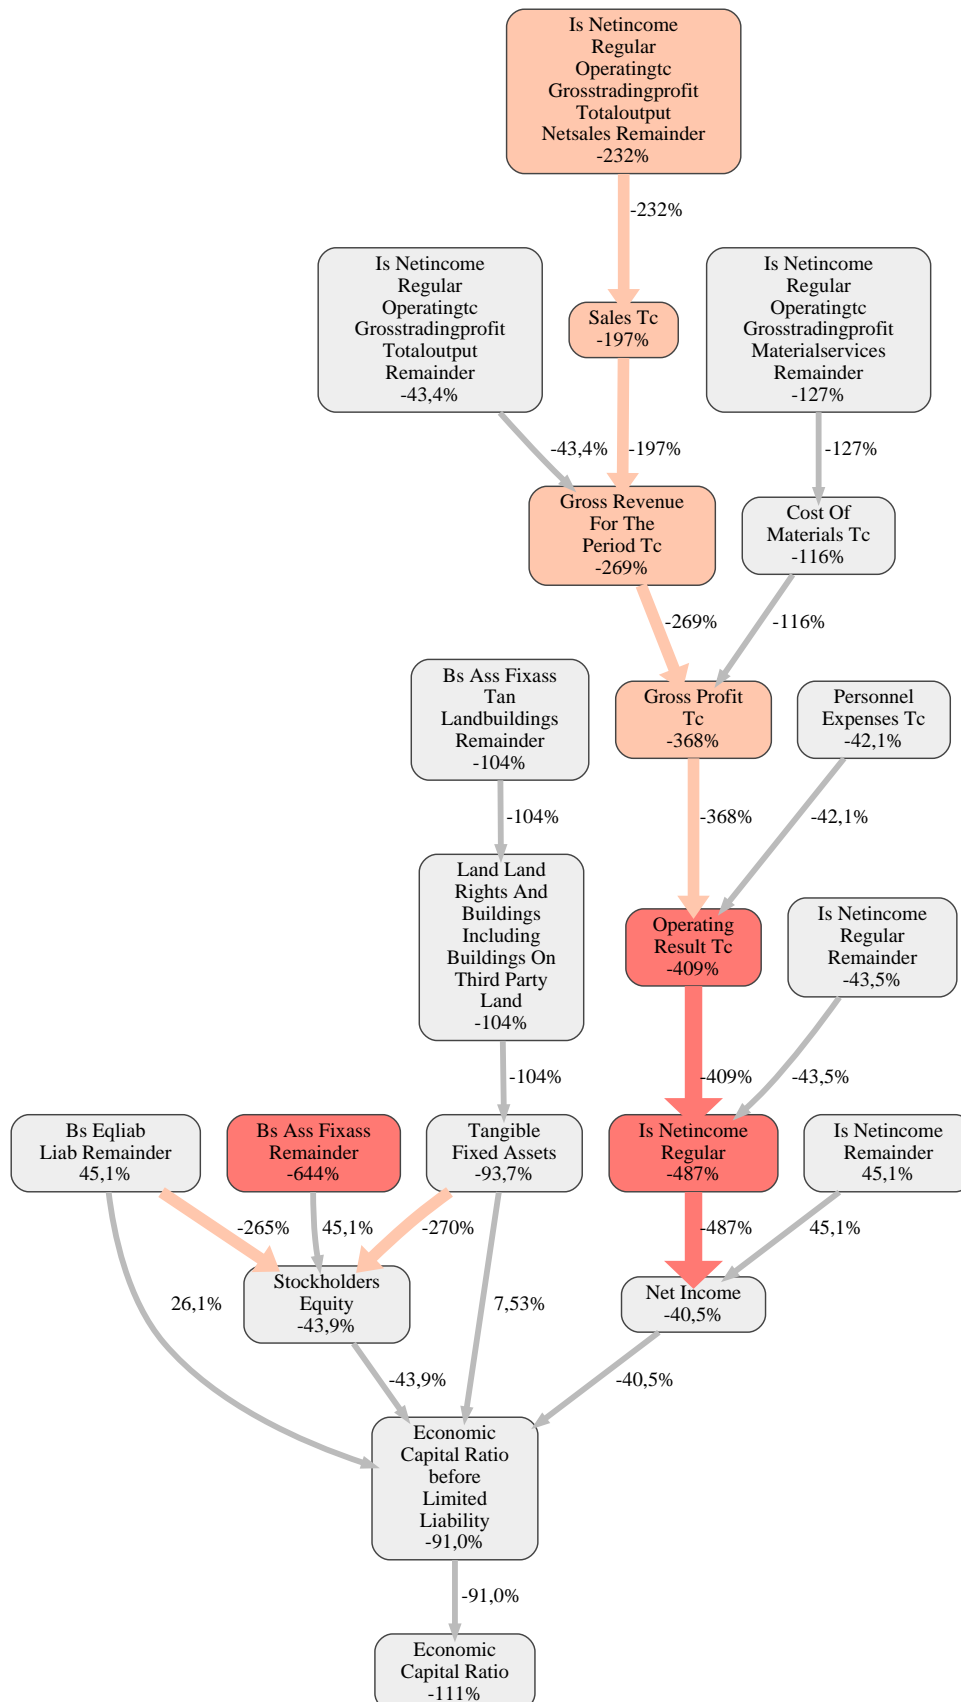 Is Netincome
Regular
Operatingtc
Grosstradingprofit
Totaloutput
Netsales Remainder
-232%
-232%
Is Netincome
Regular
Operatingtc
Grosstradingprofit
Totaloutput
Remainder
-43,4%
Sales Tc
-197%
Is Netincome
Regular
Operatingtc
Grosstradingprofit
Materialservices
Remainder
-127%
-43,4%
-197%
-127%
Gross Revenue
For The
Period Tc
-269%
Cost Of
Materials Tc
-116%
-269%
-116%
Bs Ass Fixass
Tan
Landbuildings
Remainder
-104%
Gross Profit
Tc
-368%
Personnel
Expenses Tc
-42,1%
-104%
-368%
-42,1%
Land Land
Rights And
Buildings
Including
Buildings On
Third Party
Land
-104%
Operating
Result Tc
-409%
Is Netincome
Regular
Remainder
-43,5%
-104%
-409%
-43,5%
Bs Eqliab
Liab Remainder
45,1%
Bs Ass Fixass
Remainder
-644%
Tangible
Fixed Assets
-93,7%
Is Netincome
Regular
-487%
Is Netincome
Remainder
45,1%
-265%
45,1%
-270%
-487%
45,1%
Stockholders
Equity
-43,9%
Net Income
-40,5%
26,1%
7,53%
-43,9%
-40,5%
Economic
Capital Ratio
before
Limited
Liability
-91,0%
-91,0%
Economic
Capital Ratio
-111%